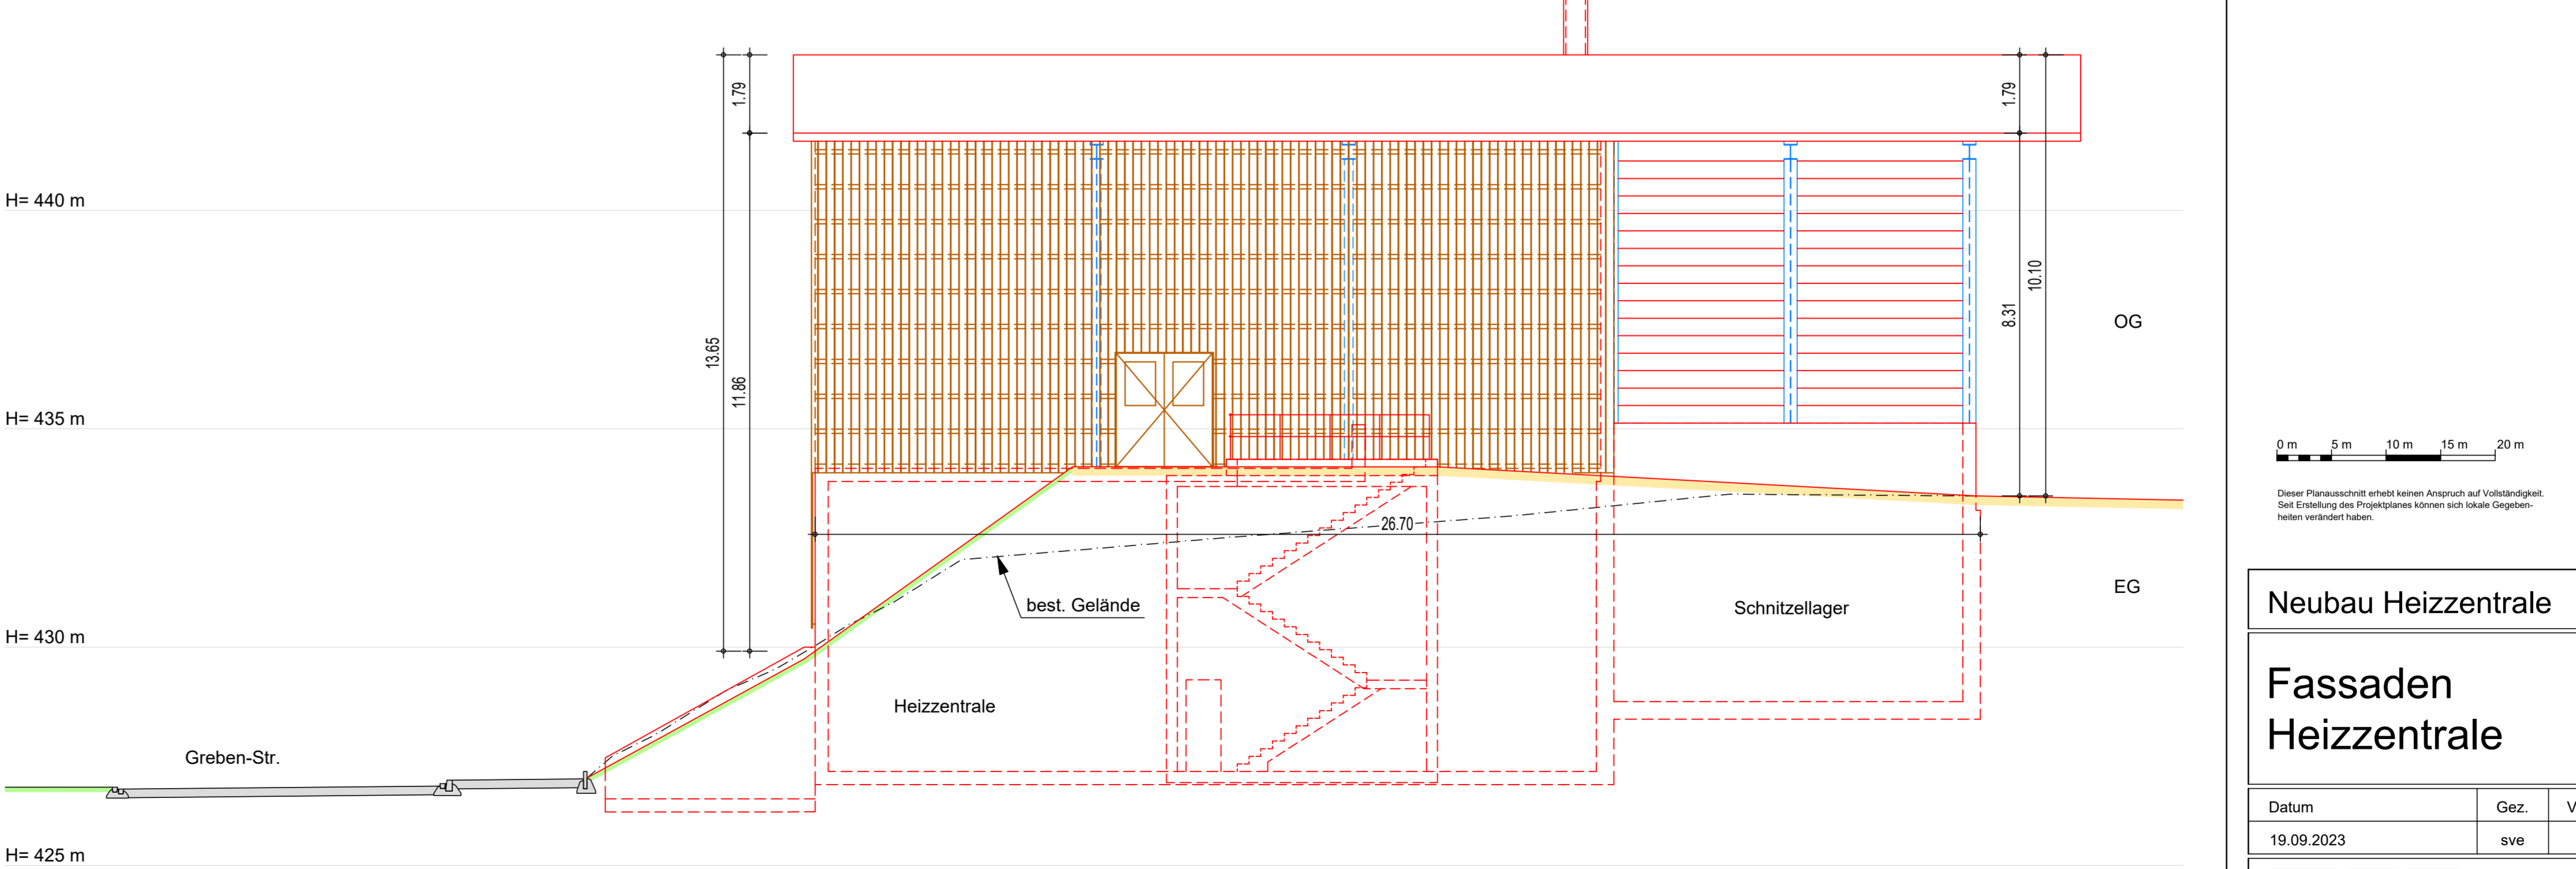 1.79
1.79
H= 440 m
10.10
8.31
OG
13.65
11.86
H= 435 m
0 m 5 m 10 m 15 m 20 m
Dieser Planausschnitt erhebt keinen Anspruch auf Vollständigkeit.
Seit Erstellung des Projektplanes können sich lokale Gegeben-
heiten verändert haben.
26.70
EG
best. Gelände
Schnitzellager
Neubau Heizzentrale
H= 430 m
Heizzentrale
Fassaden
Heizzentrale
Greben-Str.
Datum Gez.
19.09.2023 sve
H= 425 m